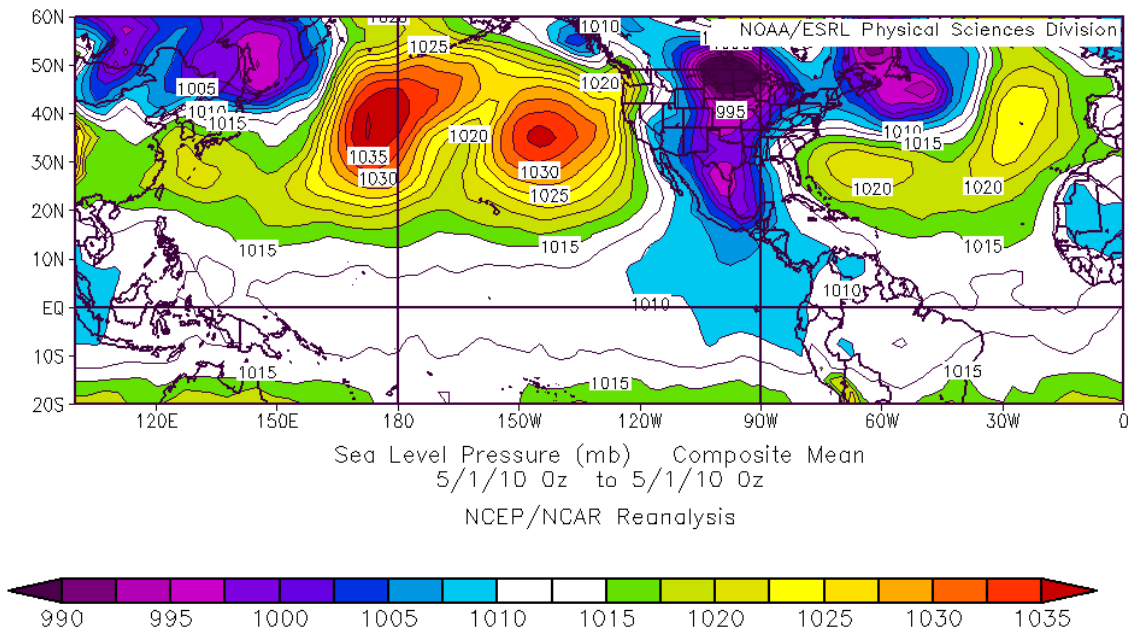 60N
50N
40N
30N
20N
10N
EQ
10S
20S
1020
1025
1010
NOAA/ESRL Physical Sciences Division
1005
1010
1015
1020
1020
995
1010
1015
1035
1030
1030
1025
1020
1020
1015
1015
1015
1010
1010
1015
1015
1015
120E
150E
180
150W
120W
90W
60W
30W
0
Sea Level Pressure (mb) Composite Mean
5/1/10 0z to 5/1/10 0z
NCEP/NCAR Reanalysis
990
995
1000
1005
1010
1015
1020
1025
1030
1035